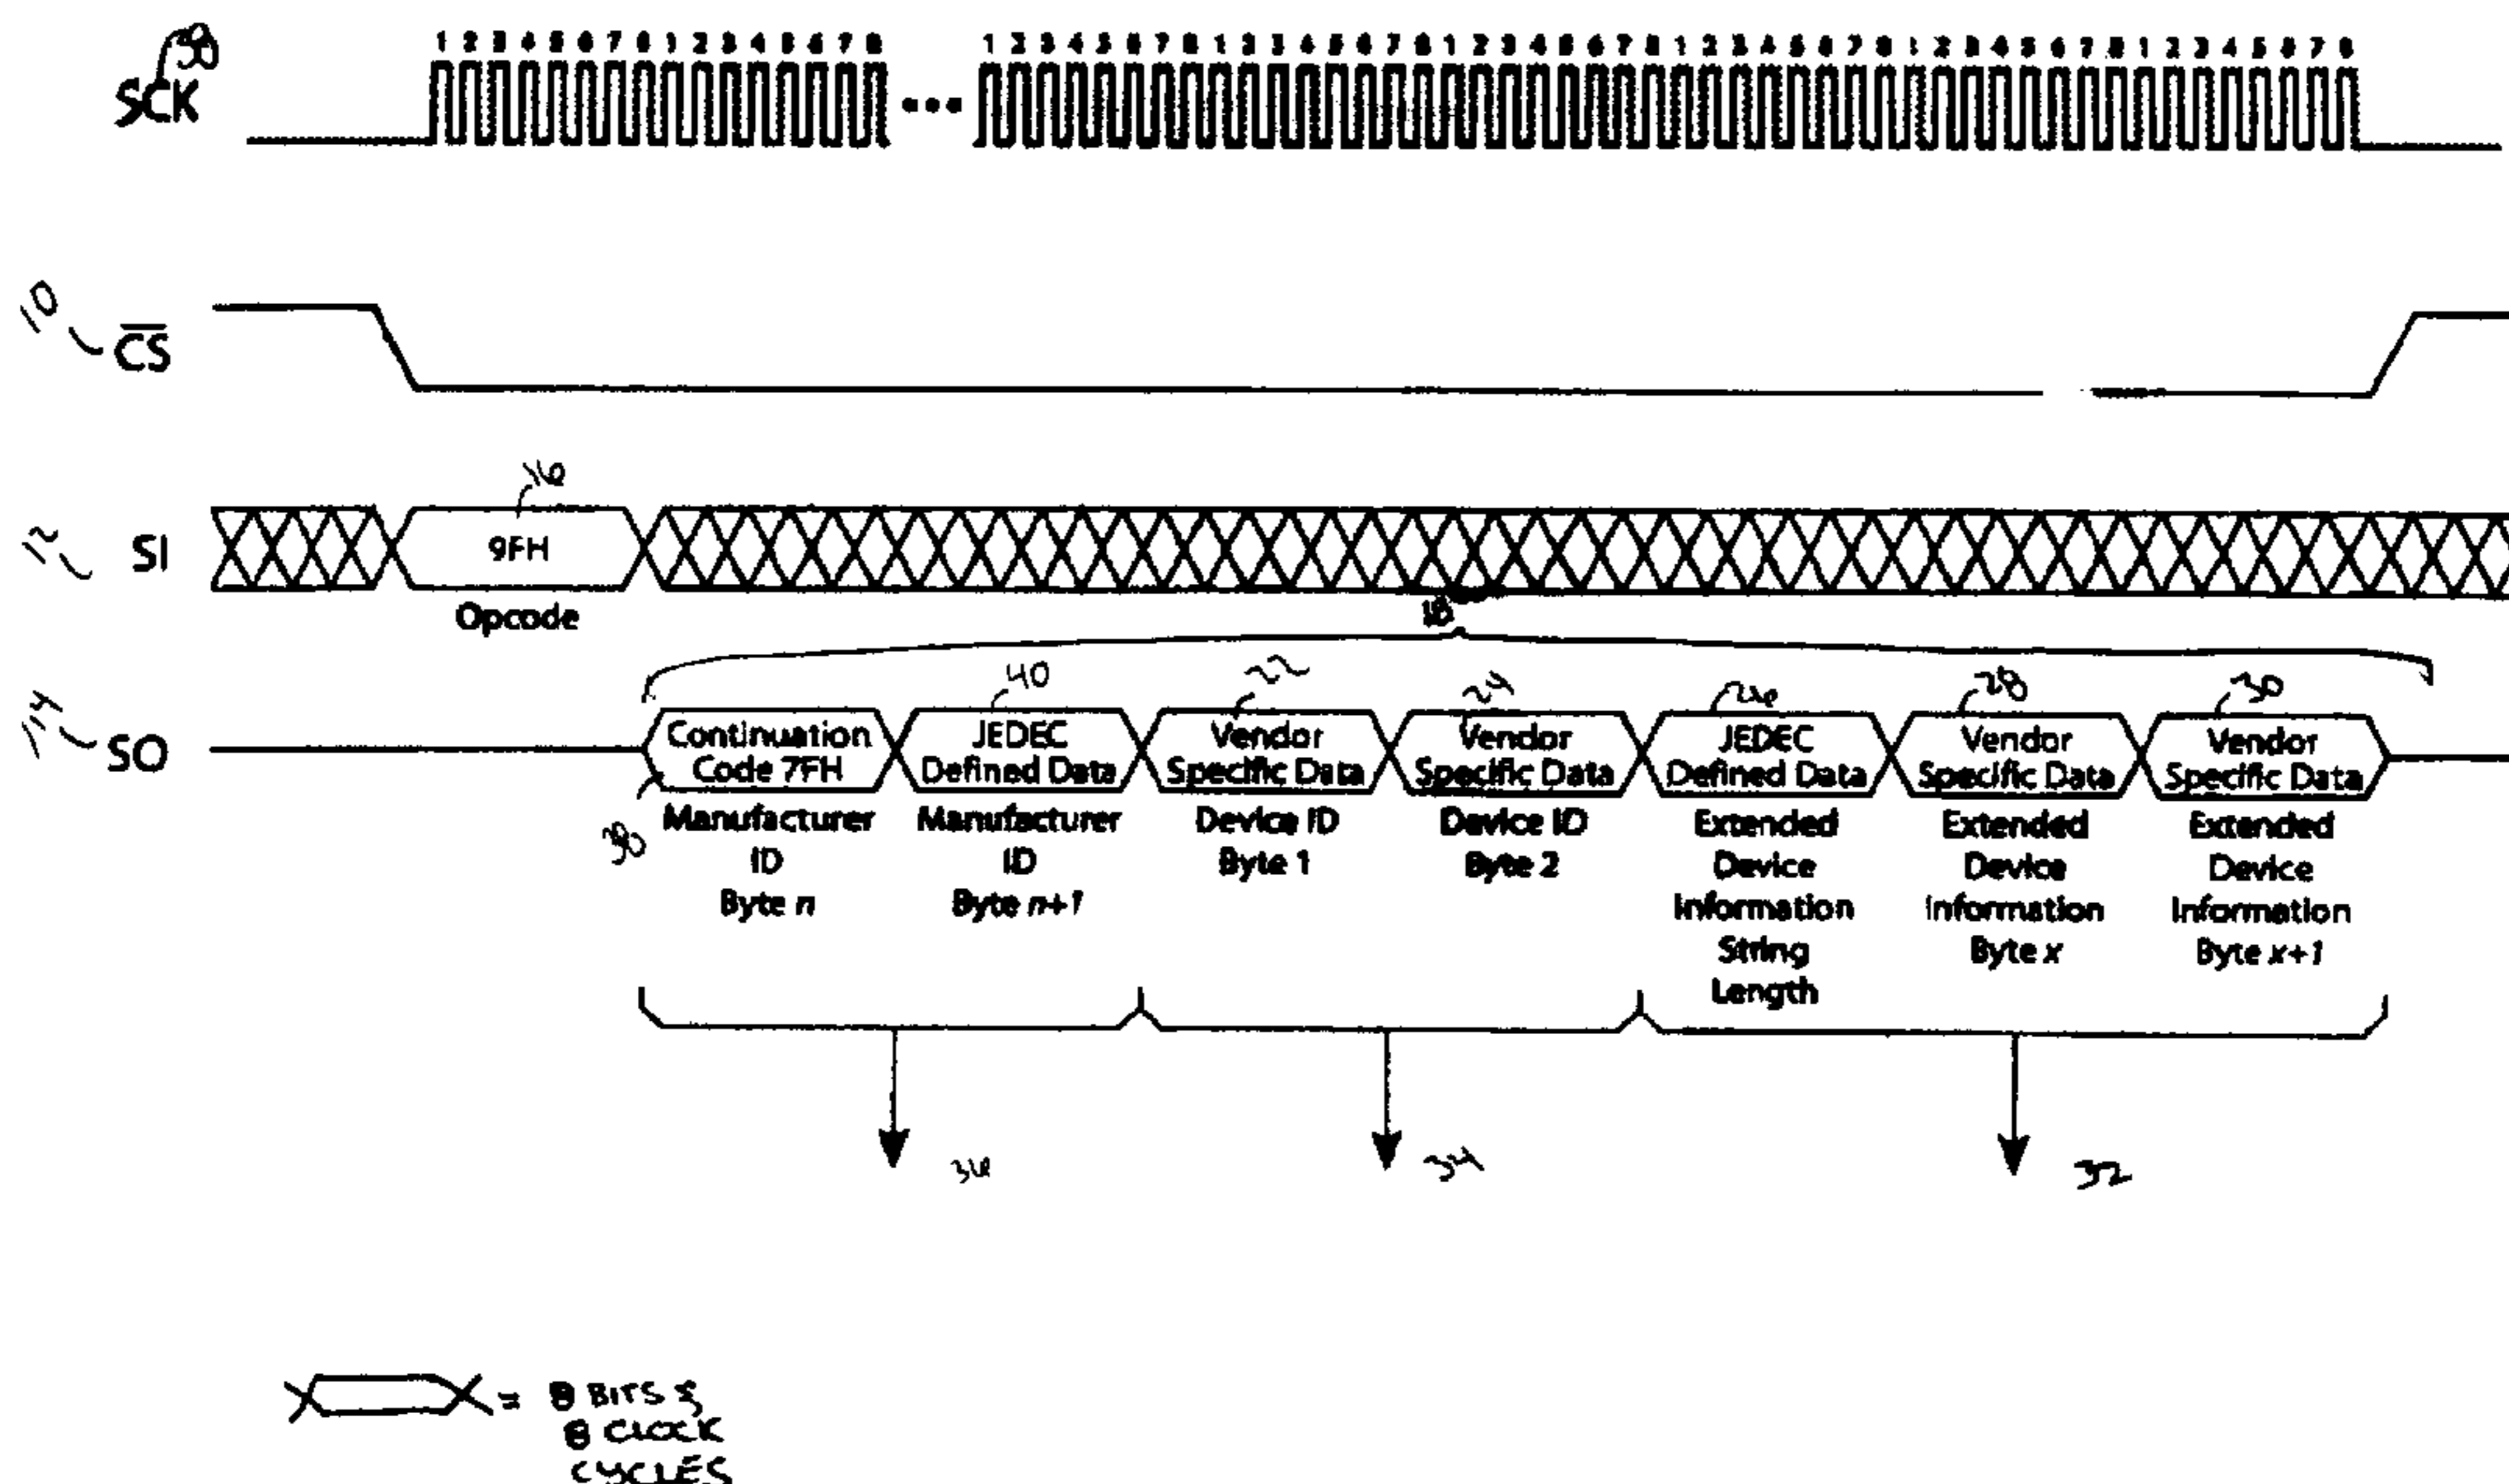 1 2 3 4 5 6 7 8 1 2 3 4 5 6 7 8 ••• 1 2 3 4 5 6 7 8 1 2 3 4 5 6 7 8 1 2 3 4 5 6 7 8 1 2 3 4 5 6 7 8 1 2 3 4 5 6 7 8 1 2 3 4 5 6 7 8
SCK
10
CS
16
12 SI
9FH
Opcode
18
40 22 24 26 28 30
14 SO
Continuation Code 7FH
Manufacturer
ID
Byte n
38
JEDEC
Defined Data
Manufacturer
ID
Byte n+1
Vendor
Specific Data
Device ID
Byte 1
Vendor
Specific Data
Device ID
Byte 2
JEDEC
Defined Data
Extended
Device
Information
String
Length
Vendor
Specific Data
Extended
Device
Information
Byte x
Vendor
Specific Data
Extended
Device
Information
Byte x+1
36 34 32
= 8 BITS &
8 CLOCK
CYCLES